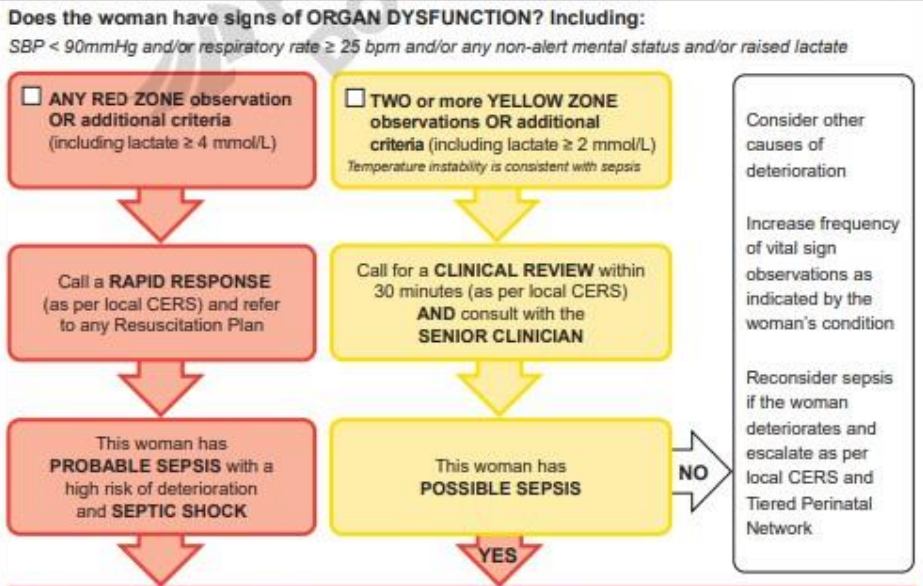 Does the woman have signs of ORGAN DYSFUNCTION? Including:
SBP < 90mmHg and/or respiratory rate ≥ 25 bpm and/or any non-alert mental status and/or raised lactate
ANY RED ZONE observation
OR additional criteria
(including lactate ≥ 4 mmol/L)
Call a RAPID RESPONSE
(as per local CERS) and refer
to any Resuscitation Plan
This woman has
PROBABLE SEPSIS with a
high risk of deterioration
and SEPTIC SHOCK
TWO or more YELLOW ZONE
observations OR additional
criteria (including lactate ≥ 2 mmol/L)
Temperature instability is consistent with sepsis
Call for a CLINICAL REVIEW within
30 minutes (as per local CERS)
AND consult with the
SENIOR CLINICIAN
This woman has
POSSIBLE SEPSIS
YES
NO
Consider other
causes of
deterioration
Increase frequency
of vital sign
observations as
indicated by the
woman's condition
Reconsider sepsis
if the woman
deteriorates and
escalate as per
local CERS and
Tiered Perinatal
Network